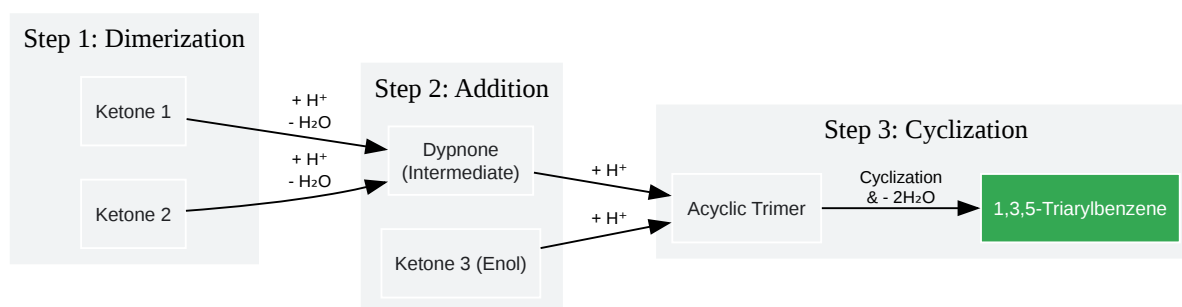 Step 1: Dimerization
Ketone 1
Ketone 2
+ H⁺
- H₂O
+ H⁺
- H₂O
Step 2: Addition
Dypnone
(Intermediate)
Ketone 3 (Enol)
+ H⁺
+ H⁺
Step 3: Cyclization
Acyclic Trimer
Cyclization
& - 2H₂O
1,3,5-Triarylbenzene